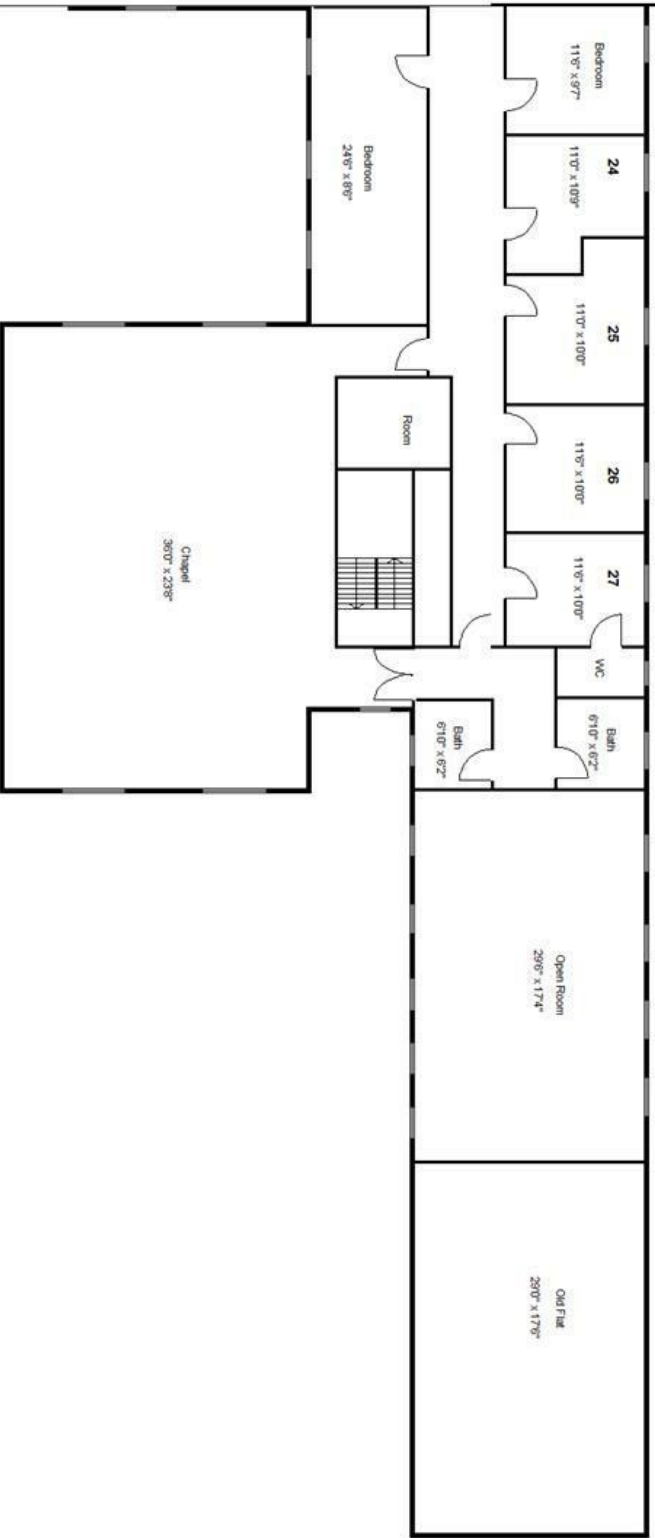 Bedroom
11'6" x 9'7"
24
11'0" x 10'9"
25
11'0" x 10'0"
26
11'6" x 10'0"
27
11'6" x 10'0"
WC
Bath
6'10" x 6'2"
Bedroom
24'6" x 8'6"
Room
Bath
6'10" x 6'2"
Chapel
36'0" x 23'8"
Open Room
29'6" x 17'4"
Old Flat
29'0" x 17'6"